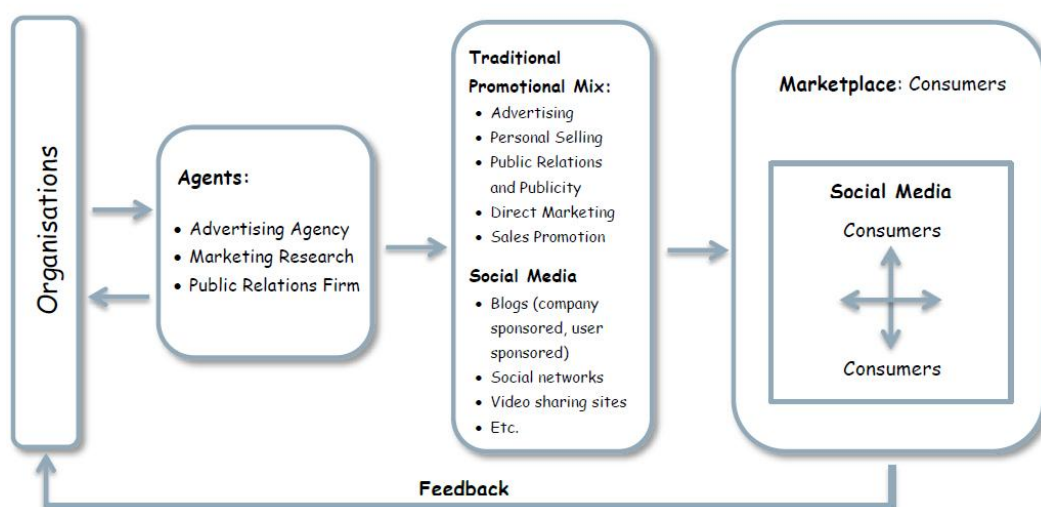 Organisations
Agents:
• Advertising Agency
• Marketing Research
• Public Relations Firm
Traditional
Promotional Mix:
• Advertising
• Personal Selling
• Public Relations
and Publicity
• Direct Marketing
• Sales Promotion
Social Media
• Blogs (company
sponsored, user
sponsored)
• Social networks
• Video sharing sites
• Etc.
Marketplace: Consumers
Social Media
Consumers
Consumers
Feedback